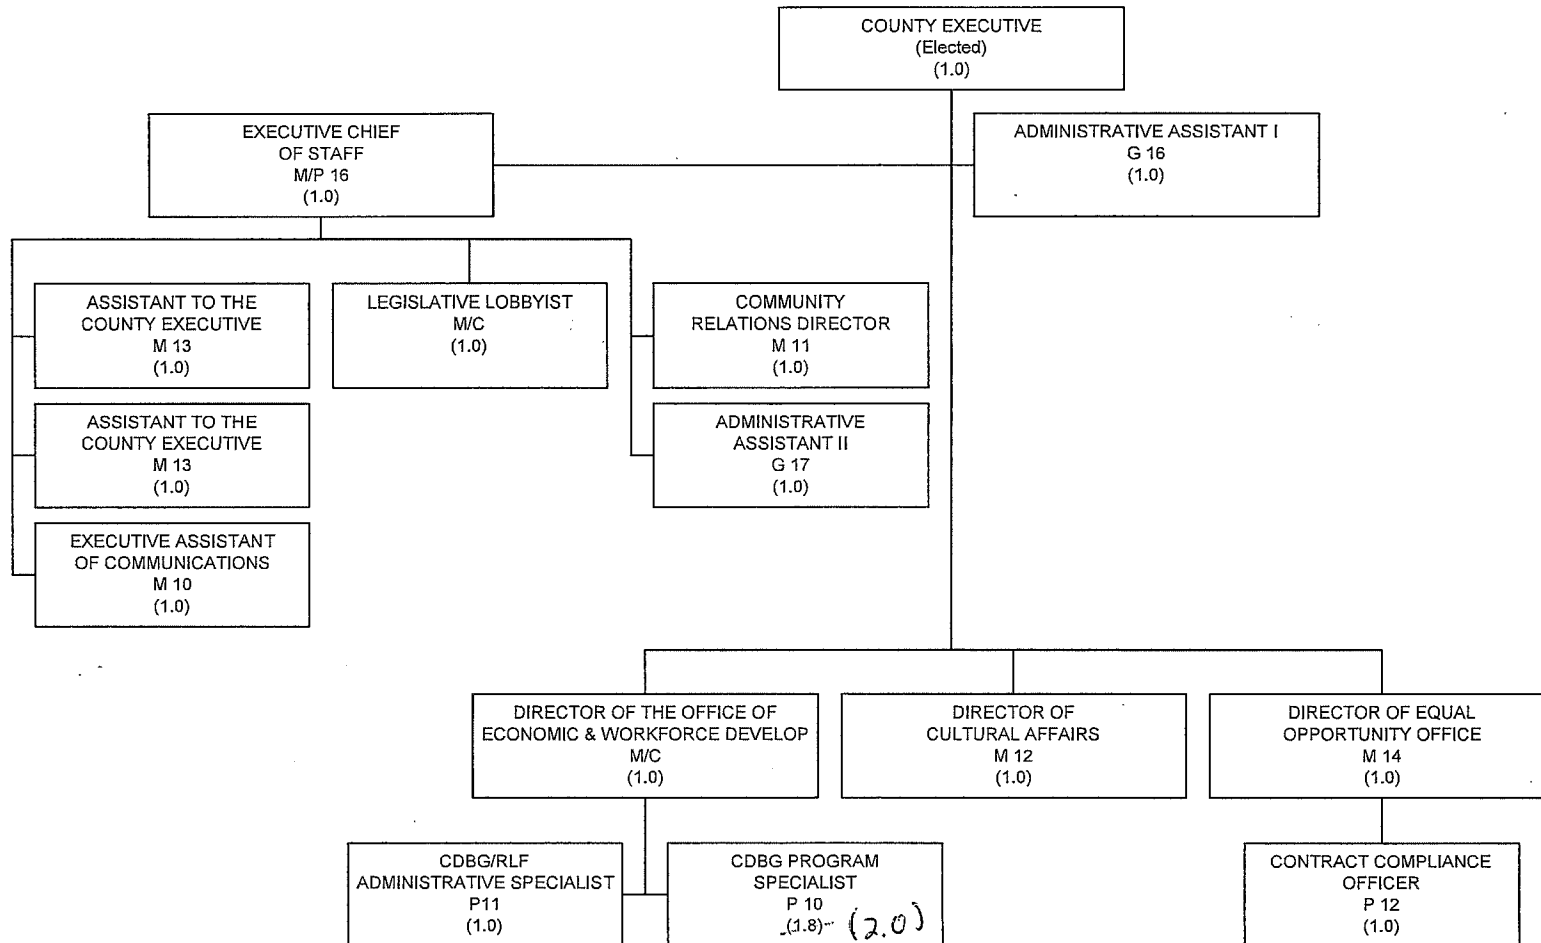 COUNTY EXECUTIVE
(Elected)
(1.0)
EXECUTIVE CHIEF
OF STAFF
M/P 16
(1.0)
ADMINISTRATIVE ASSISTANT I
G 16
(1.0)
ASSISTANT TO THE
COUNTY EXECUTIVE
M 13
(1.0)
LEGISLATIVE LOBBYIST
M/C
(1.0)
COMMUNITY
RELATIONS DIRECTOR
M 11
(1.0)
ASSISTANT TO THE
COUNTY EXECUTIVE
M 13
(1.0)
ADMINISTRATIVE
ASSISTANT II
G 17
(1.0)
EXECUTIVE ASSISTANT
OF COMMUNICATIONS
M 10
(1.0)
DIRECTOR OF THE OFFICE OF
ECONOMIC & WORKFORCE DEVELOP
M/C
(1.0)
DIRECTOR OF
CULTURAL AFFAIRS
M 12
(1.0)
DIRECTOR OF EQUAL
OPPORTUNITY OFFICE
M 14
(1.0)
CDBG/RLF
ADMINISTRATIVE SPECIALIST
P11
(1.0)
CDBG PROGRAM
SPECIALIST
P 10
(1.8) (2.0)
CONTRACT COMPLIANCE
OFFICER
P 12
(1.0)